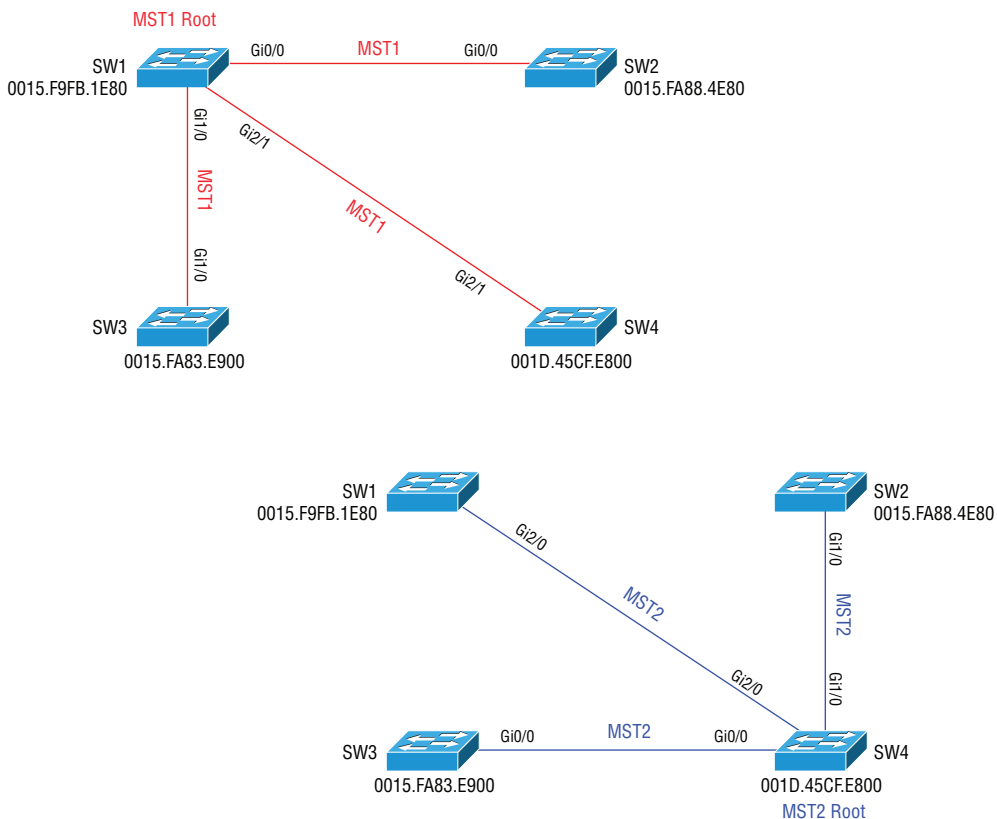 MST1 Root
SW1
0015.F9FB.1E80
Gi0/0
MST1
Gi0/0
SW2
0015.FA88.4E80
Gi1/0
Gi2/1
MST1
MST1
Gi1/0
Gi2/1
SW3
0015.FA83.E900
SW4
001D.45CF.E800
SW1
0015.F9FB.1E80
SW2
0015.FA88.4E80
Gi2/0
Gi1/0
MST2
MST2
Gi2/0
Gi1/0
SW3
0015.FA83.E900
Gi0/0
MST2
Gi0/0
SW4
001D.45CF.E800
MST2 Root